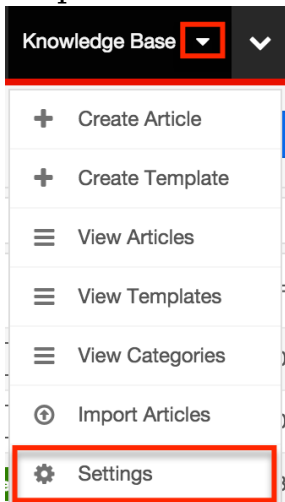 Knowledge Base
Create Article
Create Template
View Articles
View Templates
View Categories
Import Articles
Settings